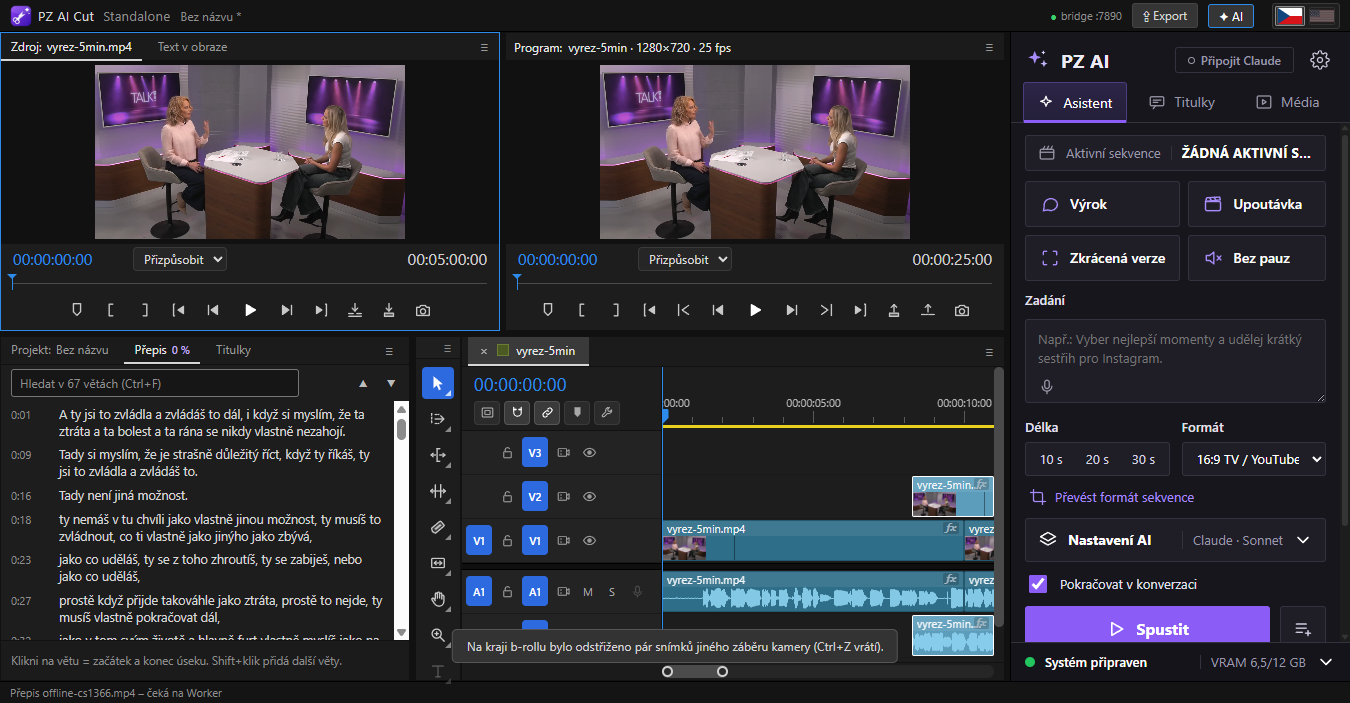 PZ AI Cut Standalone Bez názvu *
bridge :7890
Export
AI
Zdroj: vyrez-5min.mp4
Text v obraze
TALK!
00:00:00:00
Přizpůsobit
00:05:00:00
Program: vyrez-5min · 1280×720 · 25 fps
TALK!
00:00:00:00
Přizpůsobit
00:00:25:00
Projekt: Bez názvu
Přepis 0 %
Titulky
Hledat v 67 větách (Ctrl+F)
0:01 A ty jsi to zvládla a zvládáš to dál, i když si myslím, že ta
ztráta a ta bolest a ta rána se nikdy vlastně nezahojí.
0:09 Tady si myslím, že je strašně důležitý říct, když ty říkáš, ty
jsi to zvládla a zvládáš to.
0:16 Tady není jiná možnost.
0:18 ty nemáš v tu chvíli jako vlastně jinou možnost, ty musíš to
zvládnout, co ti vlastně jako jinýho jako zbývá,
0:23 jako co uděláš, ty se z toho zhroutíš, ty se zabiješ, nebo
jako co uděláš,
0:27 prostě když přijde takováhle jako ztráta, prostě to nejde, ty
musíš vlastně pokračovat dál,
Klikni na větu = začátek a konec úseku. Shift+klik přidá další věty.
Přepis offline-cs1366.mp4 – čeká na Worker
vyrez-5min
00:00:00:00
00:00
00:00:05:00
00:00:10:00
V3
V2
vyrez-5min. fx
V1 V1
vyrez-5min.mp4 fx
vyrez
A1 A1 M S
vyrez-5min.mp4 fx
vyrez
vyrez-5min. fx
Na kraji b-rollu bylo odstřiženo pár snímků jiného záběru kamery (Ctrl+Z vrátí).
PZ AI
Připojit Claude
Asistent
Titulky
Média
Aktivní sekvence ŽÁDNÁ AKTIVNÍ S...
Výrok
Upoutávka
Zkrácená verze
Bez pauz
Zadání
Např.: Vyber nejlepší momenty a udělej krátký
sestřih pro Instagram.
Délka
Formát
10 s 20 s 30 s
16:9 TV / YouTube
Převést formát sekvence
Nastavení AI
Claude · Sonnet
Pokračovat v konverzaci
Spustit
Systém připraven
VRAM 6,5/12 GB